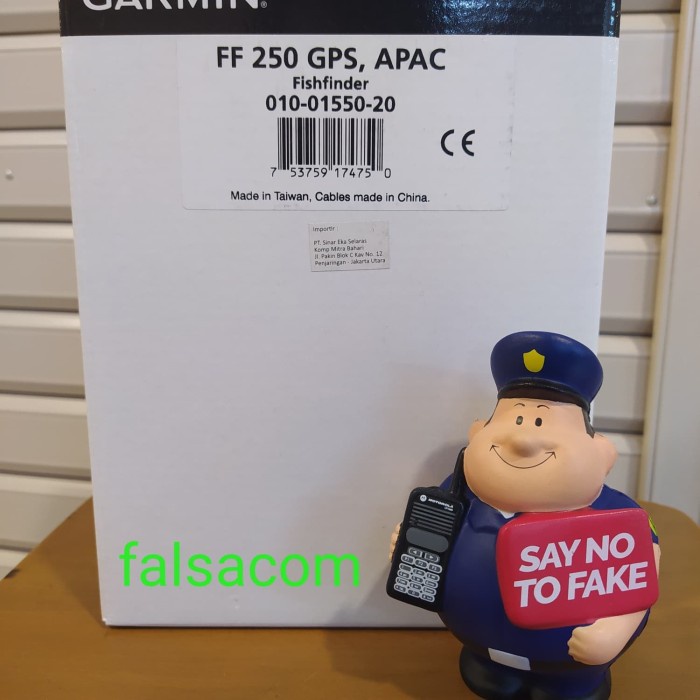 GARMIN®
FF 250 GPS, APAC
Fishfinder
010-01550-20
7 53759 17475 0
CE
Made in Taiwan, Cables made in China.
Importir :
PT. Sinar Eka Selaras
Komp Mitra Bahari
Jl. Pakin Blok C Kav No. 12
Penjaringan - Jakarta Utara
MOTOROLA
SAY NO
TO FAKE
falsacom